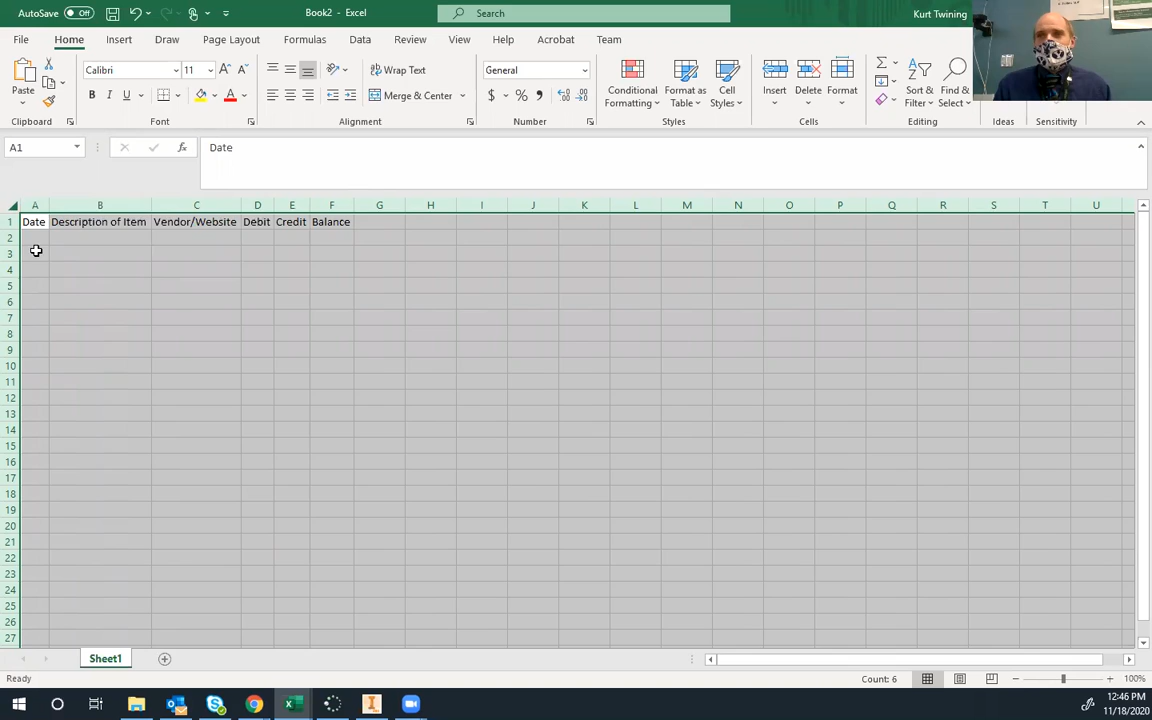 AutoSave Off Book2 - Excel Search Kurt Twining
File Home Insert Draw Page Layout Formulas Data Review View Help Acrobat Team
Paste Calibri 11 Wrap Text General Conditional Formatting Format as Table Cell Styles Insert Delete Format Sort & Filter Find & Select
B I U Merge & Center $ % 9
Clipboard Font Alignment Number Styles Cells Editing Ideas Sensitivity
A1 fx Date
A B C D E F G H I J K L M N O P Q R S T U
1 Date Description of Item Vendor/Website Debit Credit Balance
2
3
4
5
6
7
8
9
10
11
12
13
14
15
16
17
18
19
20
21
22
23
24
25
26
27
Sheet1
Ready Count: 6 100%
12:46 PM
11/18/2020